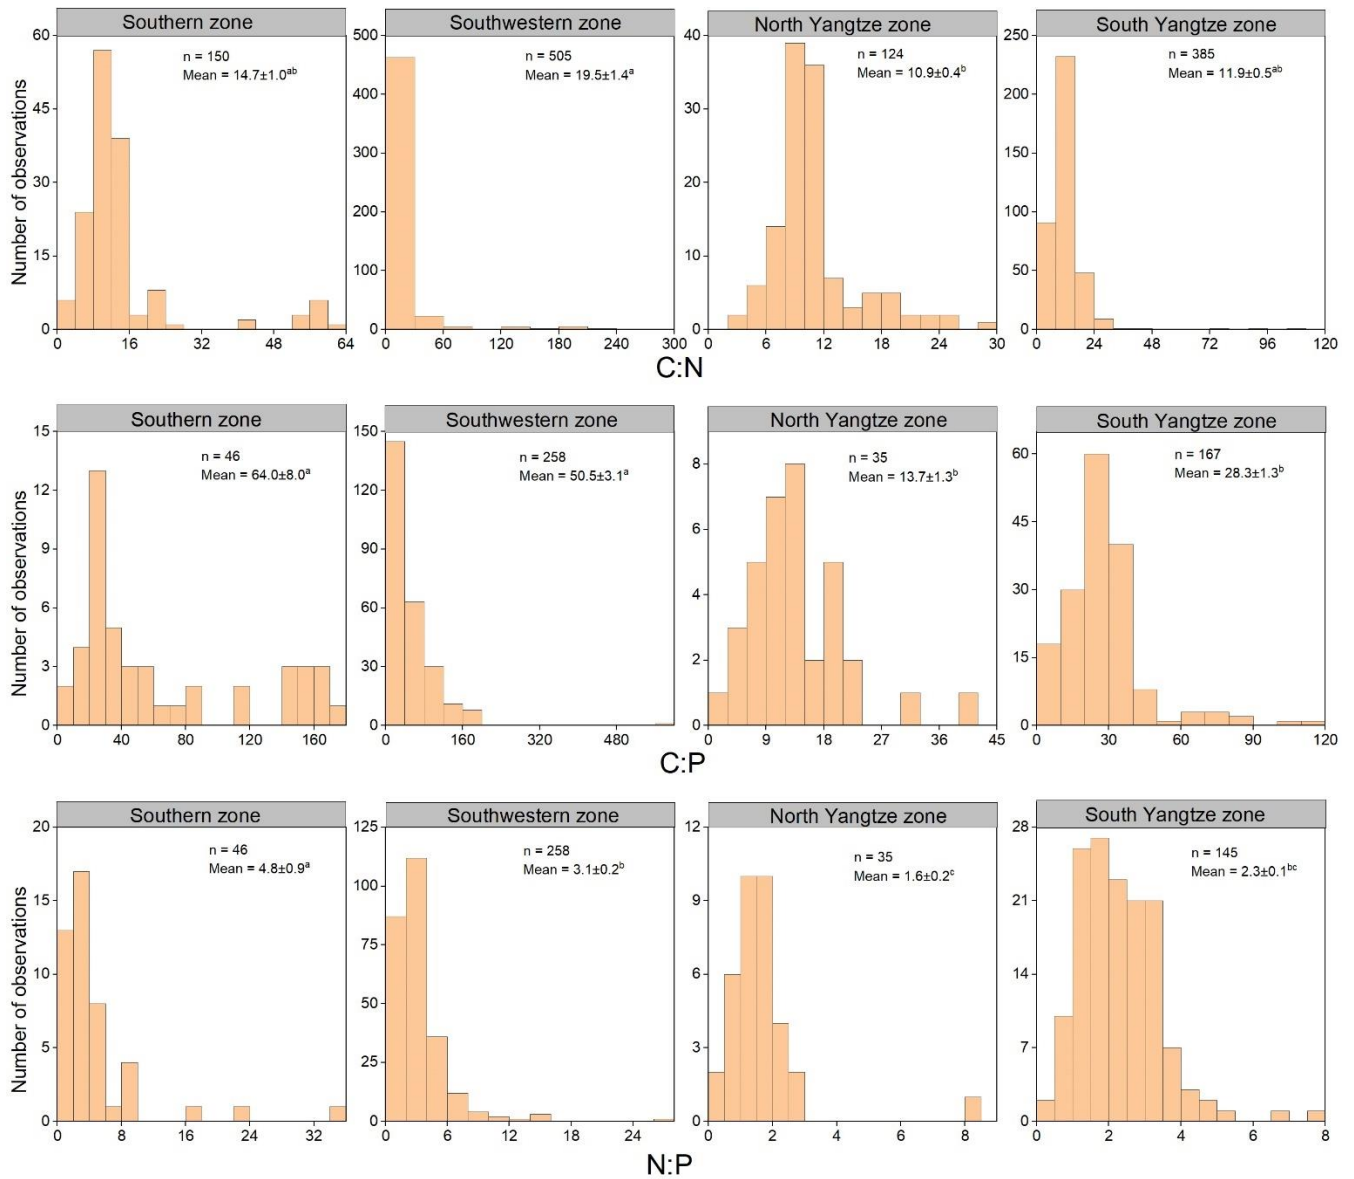 Southern zone
Southwestern zone
North Yangtze zone
South Yangtze zone
Number of observations
60
45
30
15
0
n = 150
Mean = 14.7±1.0ab
0 16 32 48 64
500
400
300
200
100
0
n = 505
Mean = 19.5±1.4a
0 60 120 180 240 300
40
30
20
10
0
n = 124
Mean = 10.9±0.4b
0 6 12 18 24 30
250
200
150
100
50
0
n = 385
Mean = 11.9±0.5ab
0 24 48 72 96 120
C:N
Southern zone
Southwestern zone
North Yangtze zone
South Yangtze zone
Number of observations
15
12
9
6
3
0
n = 46
Mean = 64.0±8.0a
0 40 80 120 160
150
120
90
60
30
0
n = 258
Mean = 50.5±3.1a
0 160 320 480
8
6
4
2
0
n = 35
Mean = 13.7±1.3b
0 9 18 27 36 45
60
45
30
15
0
n = 167
Mean = 28.3±1.3b
0 30 60 90 120
C:P
Southern zone
Southwestern zone
North Yangtze zone
South Yangtze zone
Number of observations
20
15
10
5
0
n = 46
Mean = 4.8±0.9a
0 8 16 24 32
125
100
75
50
25
0
n = 258
Mean = 3.1±0.2b
0 6 12 18 24
12
9
6
3
0
n = 35
Mean = 1.6±0.2c
0 2 4 6 8
28
21
14
7
0
n = 145
Mean = 2.3±0.1bc
0 2 4 6 8
N:P